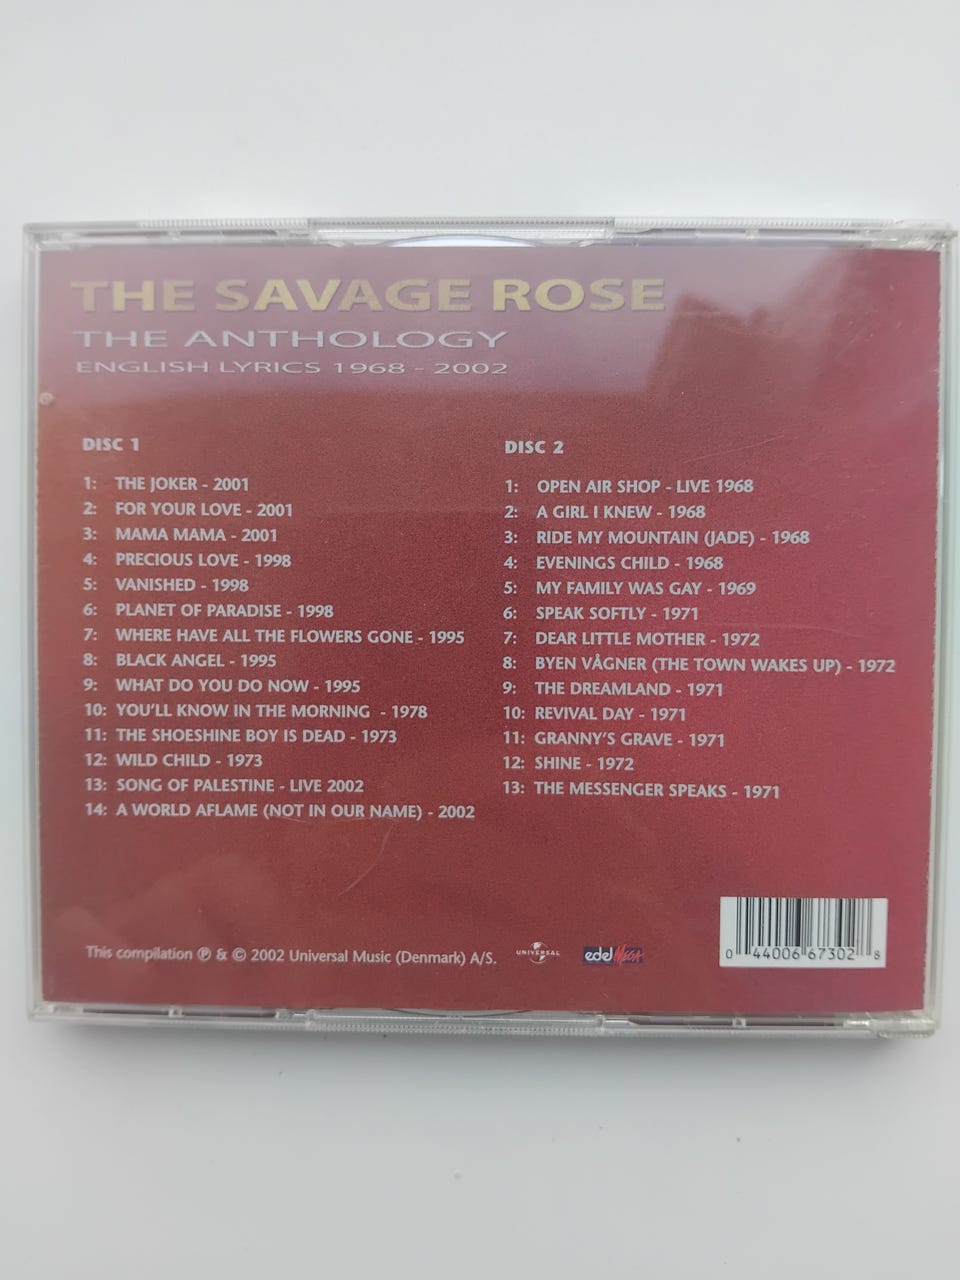 THE SAVAGE ROSE
THE ANTHOLOGY
ENGLISH LYRICS 1968 - 2002
DISC 1
1: THE JOKER - 2001
2: FOR YOUR LOVE - 2001
3: MAMA MAMA - 2001
4: PRECIOUS LOVE - 1998
5: VANISHED - 1998
6: PLANET OF PARADISE - 1998
7: WHERE HAVE ALL THE FLOWERS GONE - 1995
8: BLACK ANGEL - 1995
9: WHAT DO YOU DO NOW - 1995
10: YOU'LL KNOW IN THE MORNING - 1978
11: THE SHOESHINE BOY IS DEAD - 1973
12: WILD CHILD - 1973
13: SONG OF PALESTINE - LIVE 2002
14: A WORLD AFLAME (NOT IN OUR NAME) - 2002
DISC 2
1: OPEN AIR SHOP - LIVE 1968
2: A GIRL I KNEW - 1968
3: RIDE MY MOUNTAIN (JADE) - 1968
4: EVENINGS CHILD - 1968
5: MY FAMILY WAS GAY - 1969
6: SPEAK SOFTLY - 1971
7: DEAR LITTLE MOTHER - 1972
8: BYEN VÅGNER (THE TOWN WAKES UP) - 1972
9: THE DREAMLAND - 1971
10: REVIVAL DAY - 1971
11: GRANNY'S GRAVE - 1971
12: SHINE - 1972
13: THE MESSENGER SPEAKS - 1971
This compilation ℗ & © 2002 Universal Music (Denmark) A/S.
UNIVERSAL
edel MEGA
0 44006 67302 8